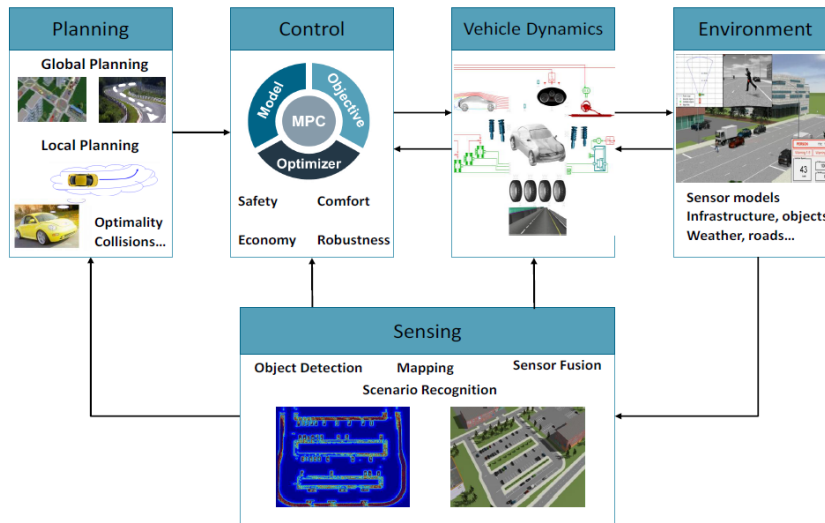 Planning
Control
Vehicle Dynamics
Environment
Global Planning
Local Planning
Optimality
Collisions...
Model
Objective
MPC
Optimizer
Safety
Comfort
Economy
Robustness
43
Sensor models
Infrastructure, objects
Weather, roads...
Sensing
Object Detection
Mapping
Sensor Fusion
Scenario Recognition